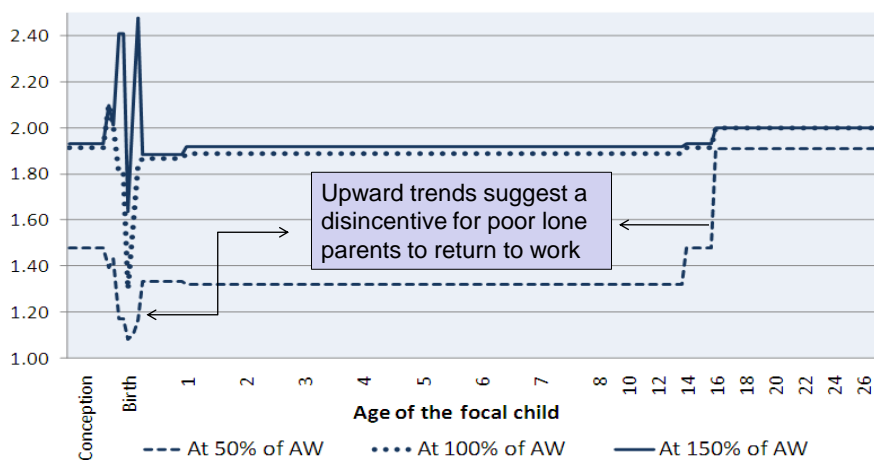 2.40
2.20
2.00
1.80
1.60
1.40
1.20
1.00
Upward trends suggest a
disincentive for poor lone
parents to return to work
Conception
Birth
1
2
3
4
5
6
7
8
10
12
14
16
18
20
22
24
26
Age of the focal child
At 50% of AW
At 100% of AW
At 150% of AW